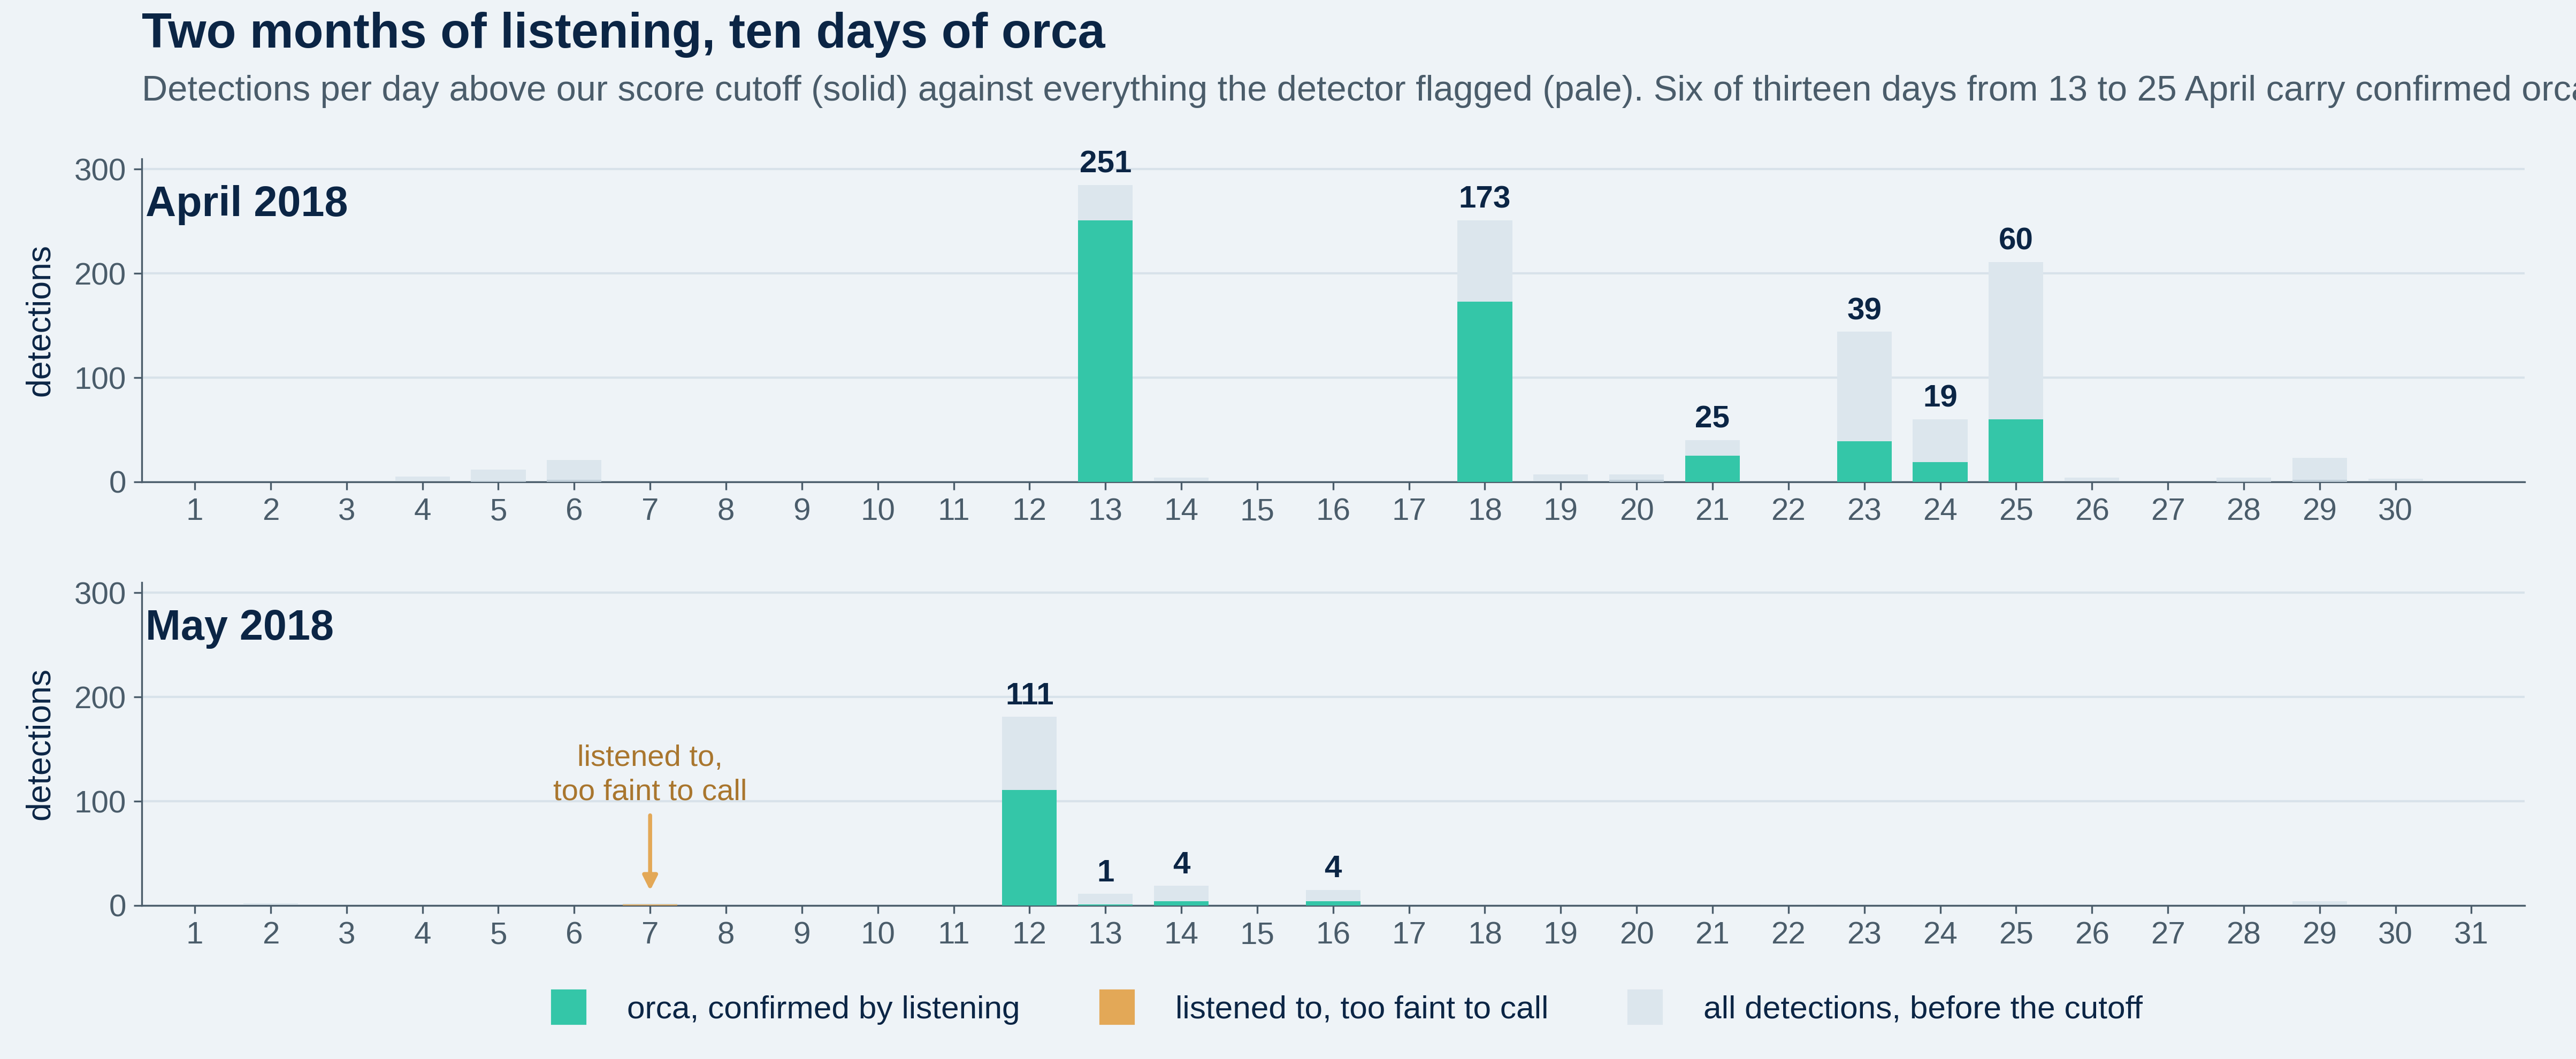 Two months of listening, ten days of orca
Detections per day above our score cutoff (solid) against everything the detector flagged (pale). Six of thirteen days from 13 to 25 April carry confirmed orca
300
251
April 2018
173
60
200
39
detections
100
19
25
0
1 2 3 4 5 6 7 8 9 10 11 12 13 14 15 16 17 18 19 20 21 22 23 24 25 26 27 28 29 30
300
May 2018
200
111
listened to,
too faint to call
detections
100
1
4
4
0
1 2 3 4 5 6 7 8 9 10 11 12 13 14 15 16 17 18 19 20 21 22 23 24 25 26 27 28 29 30 31
orca, confirmed by listening
listened to, too faint to call
all detections, before the cutoff